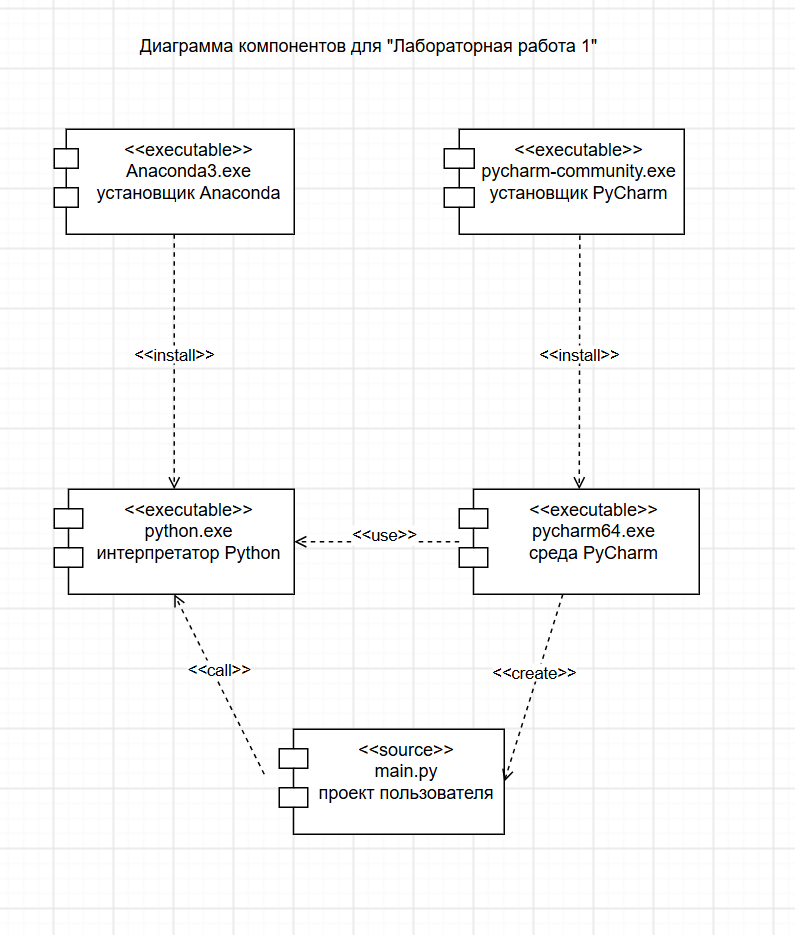 Диаграмма компонентов для "Лабораторная работа 1"
<<executable>>
Anaconda3.exe
установщик Anaconda
<<executable>>
pycharm-community.exe
установщик PyCharm
<<install>>
<<install>>
<<executable>>
python.exe
интерпретатор Python
<<use>>
<<executable>>
pycharm64.exe
среда PyCharm
<<call>>
<<create>>
<<source>>
main.py
проект пользователя